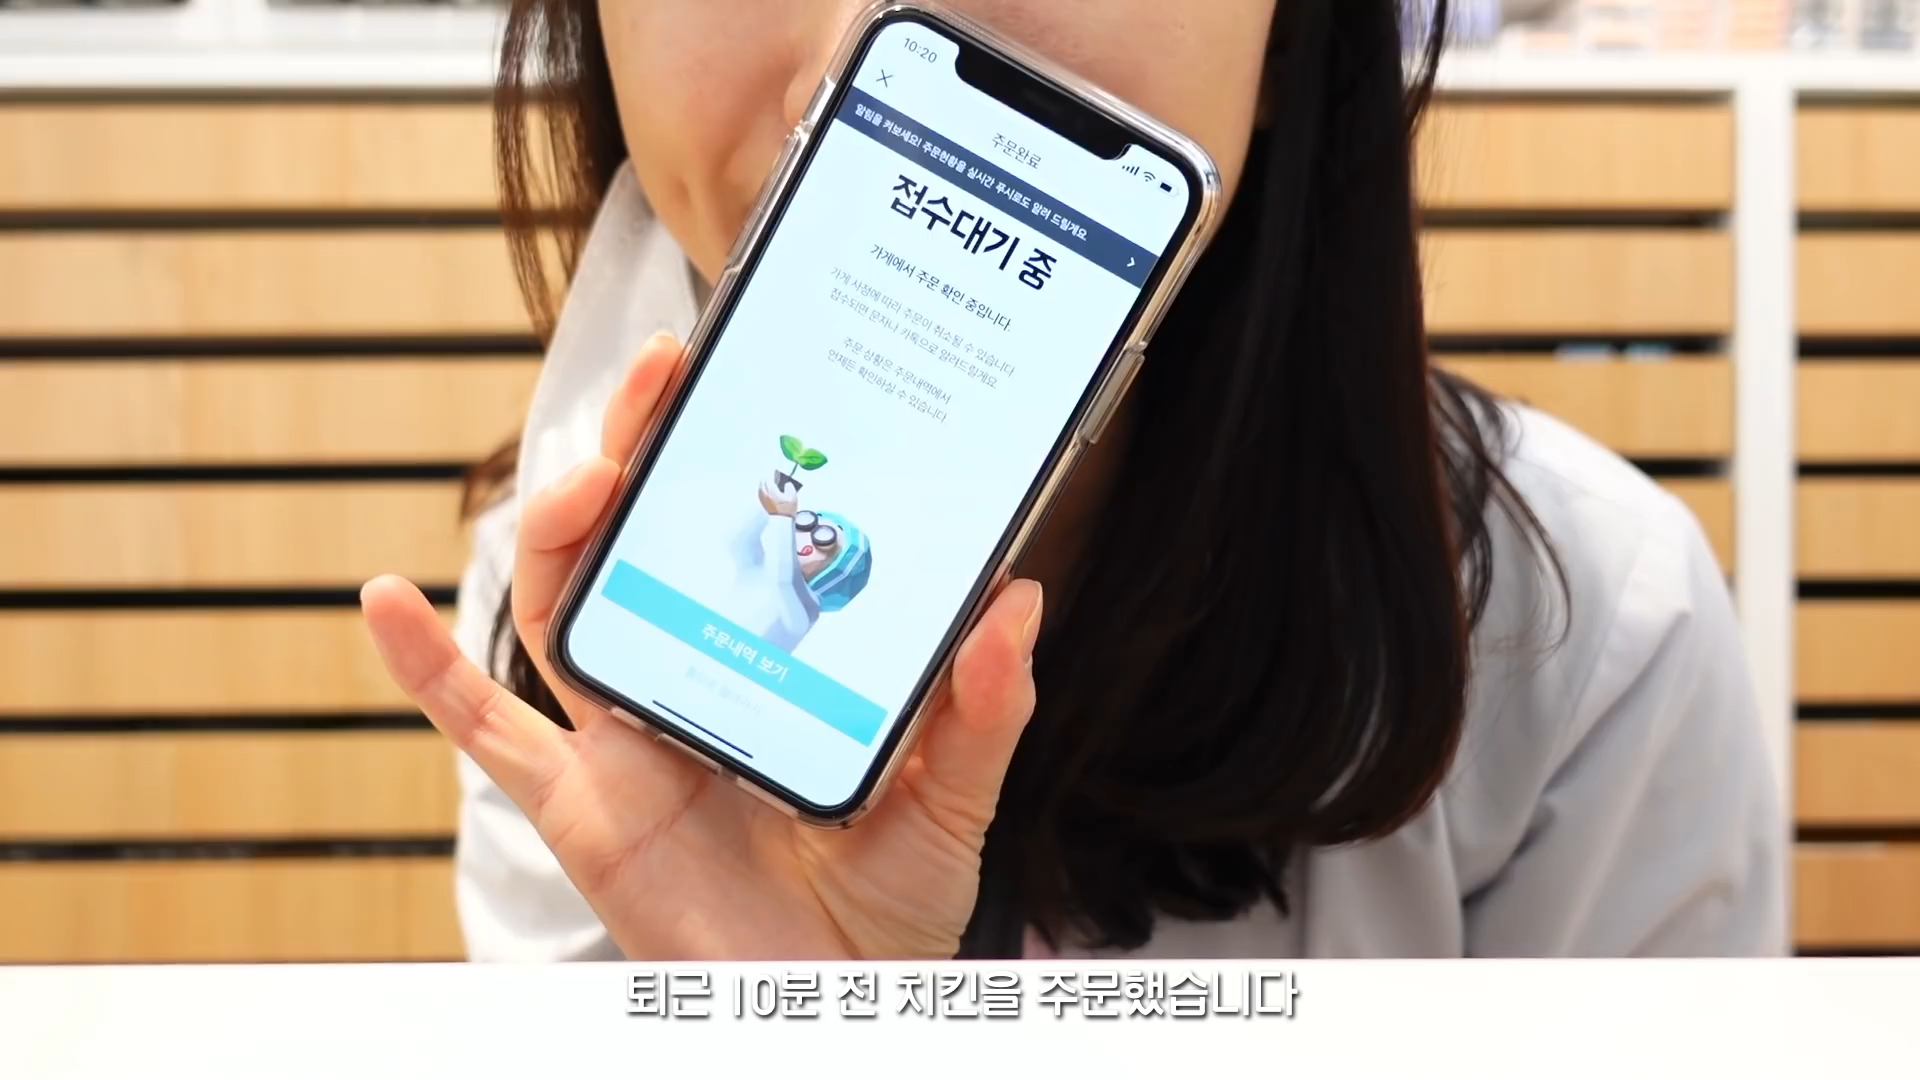 10:20
주문완료
알림을 켜보세요! 주문현황을 실시간 푸시로도 알려 드릴게요.
접수대기 중
가게에서 주문 확인 중입니다.
가게 사정에 따라 주문이 취소될 수 있습니다
접수되면 문자나 카톡으로 알려드릴게요.
주문 상황은 주문내역에서
언제든 확인하실 수 있습니다
주문내역 보기
퇴근 10분 전 치킨을 주문했습니다